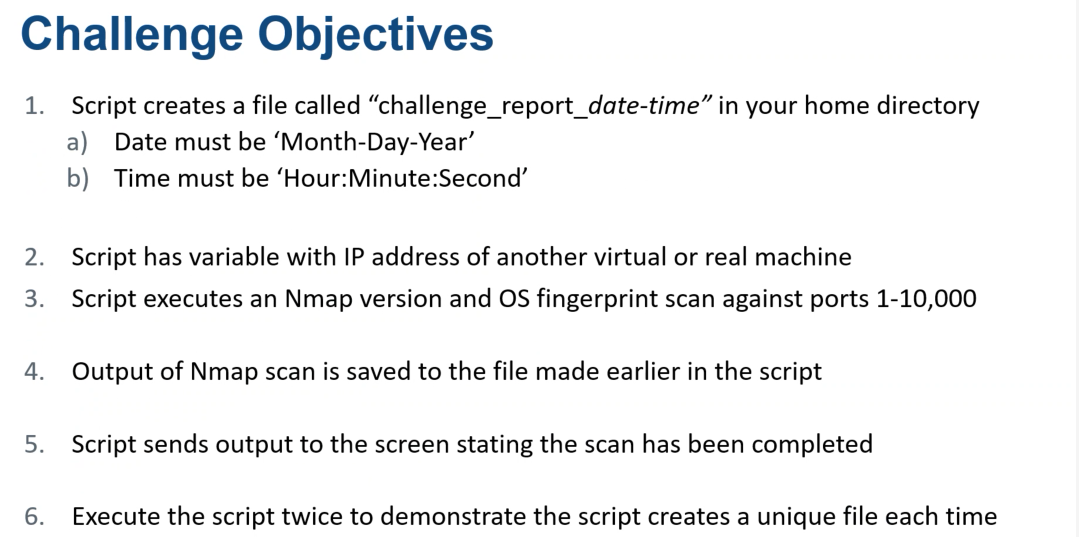 Challenge Objectives
1. Script creates a file called “challenge_report_date-time” in your home directory
a) Date must be ‘Month-Day-Year’
b) Time must be ‘Hour:Minute:Second’
2. Script has variable with IP address of another virtual or real machine
3. Script executes an Nmap version and OS fingerprint scan against ports 1-10,000
4. Output of Nmap scan is saved to the file made earlier in the script
5. Script sends output to the screen stating the scan has been completed
6. Execute the script twice to demonstrate the script creates a unique file each time